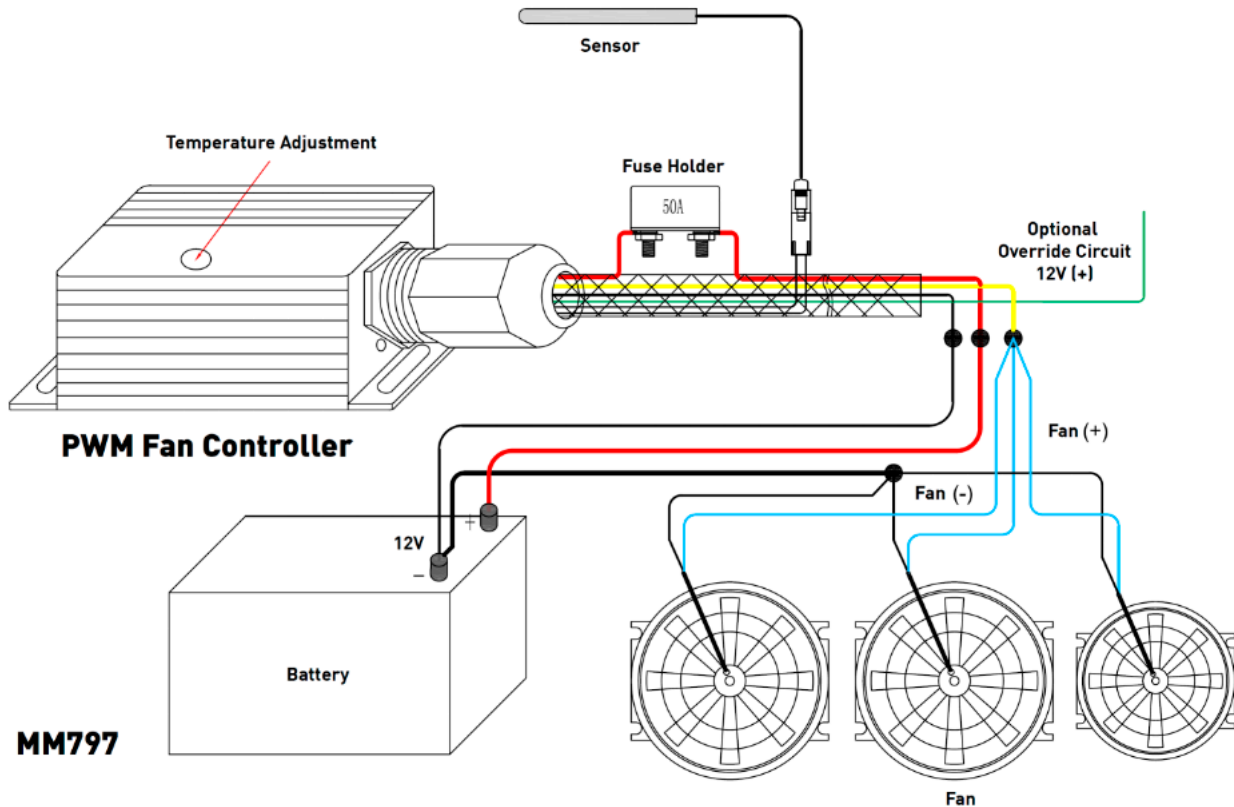 Sensor
Temperature Adjustment
Fuse Holder
50A
Optional
Override Circuit
12V (+)
PWM Fan Controller
Fan (+)
Fan (-)
12V
+
−
Battery
MM797
Fan